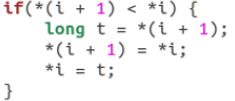 if(*(i + 1) < *i) {
    long t = *(i + 1);
    *(i + 1) = *i;
    *i = t;
}